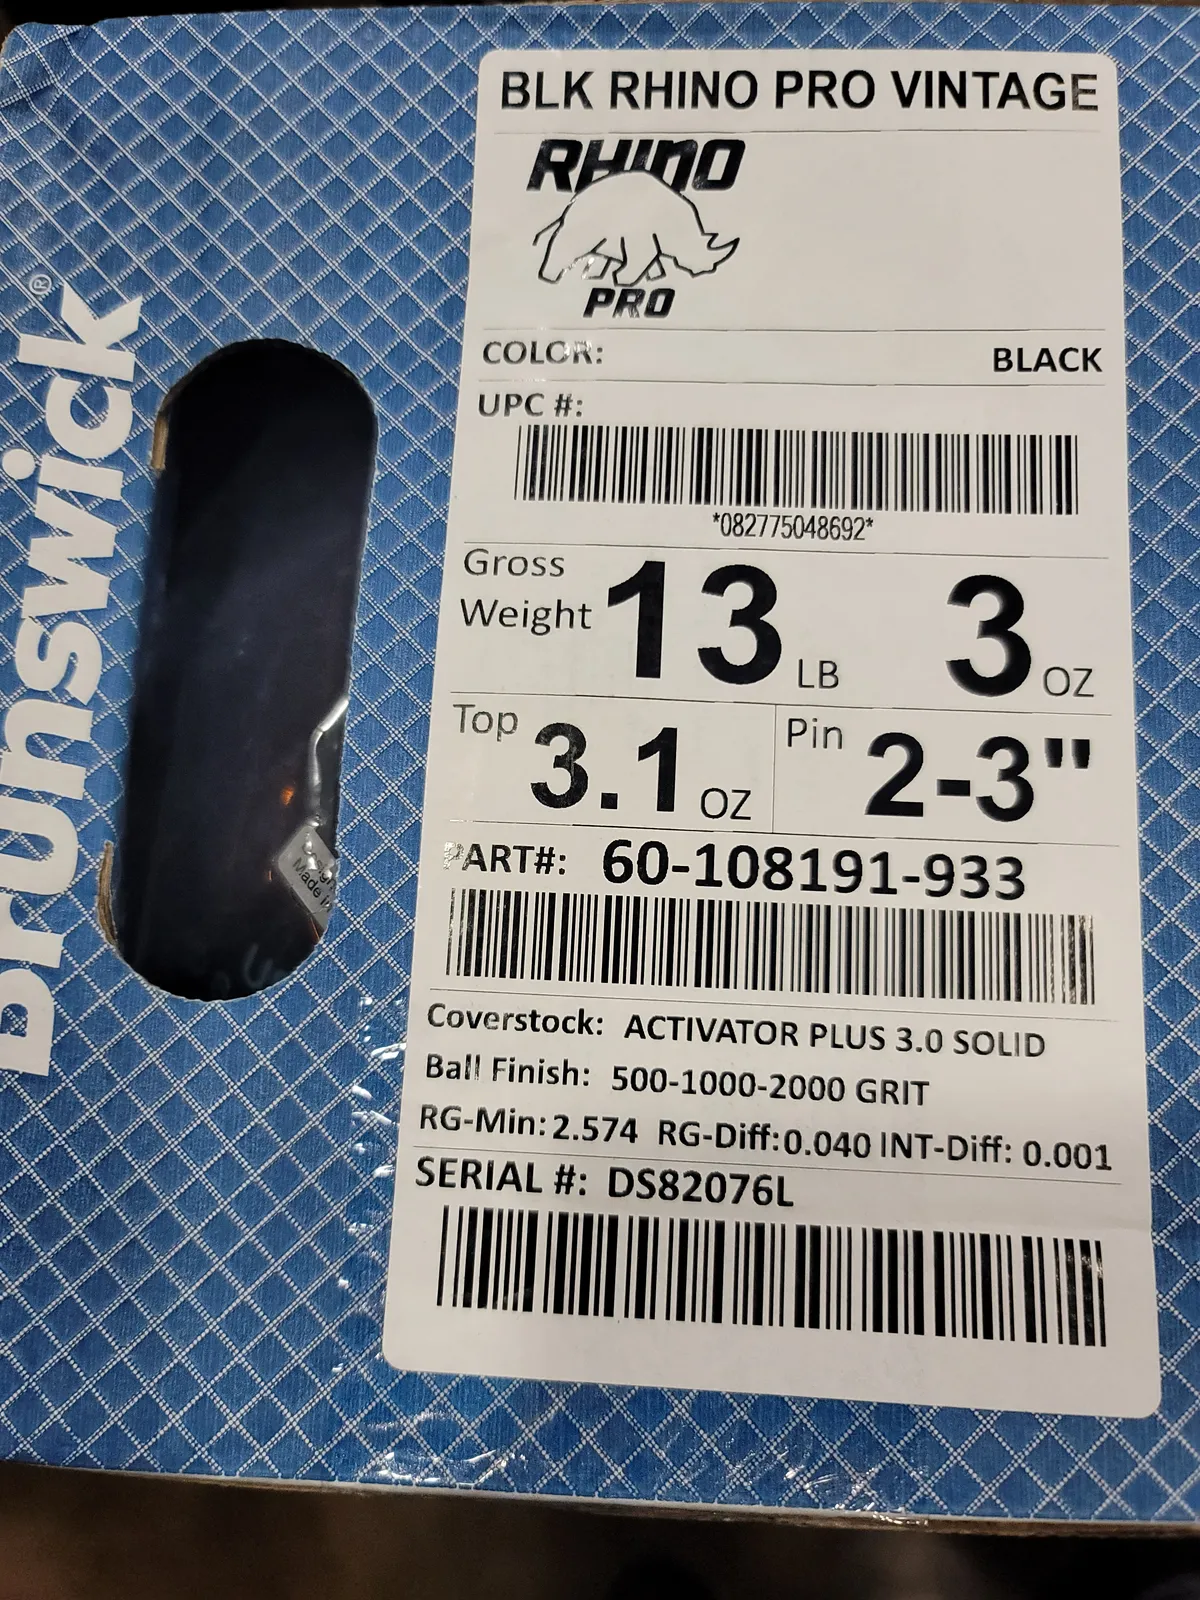 Brunswick®
BLK RHINO PRO VINTAGE
RHINO
PRO
COLOR: BLACK
UPC #:
*082775048692*
Gross Weight 13 LB 3 OZ
Top 3.1 OZ Pin 2-3"
PART#: 60-108191-933
Coverstock: ACTIVATOR PLUS 3.0 SOLID
Ball Finish: 500-1000-2000 GRIT
RG-Min: 2.574 RG-Diff: 0.040 INT-Diff: 0.001
SERIAL #: DS82076L
Made